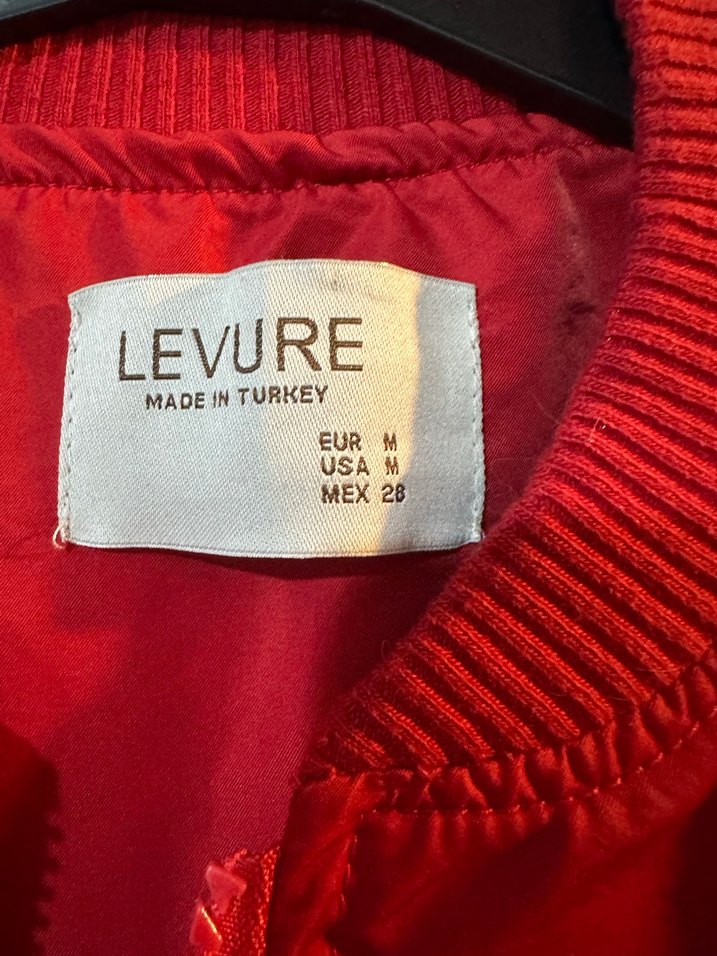 LEVURE
MADE IN TURKEY
EUR M
USA M
MEX 28